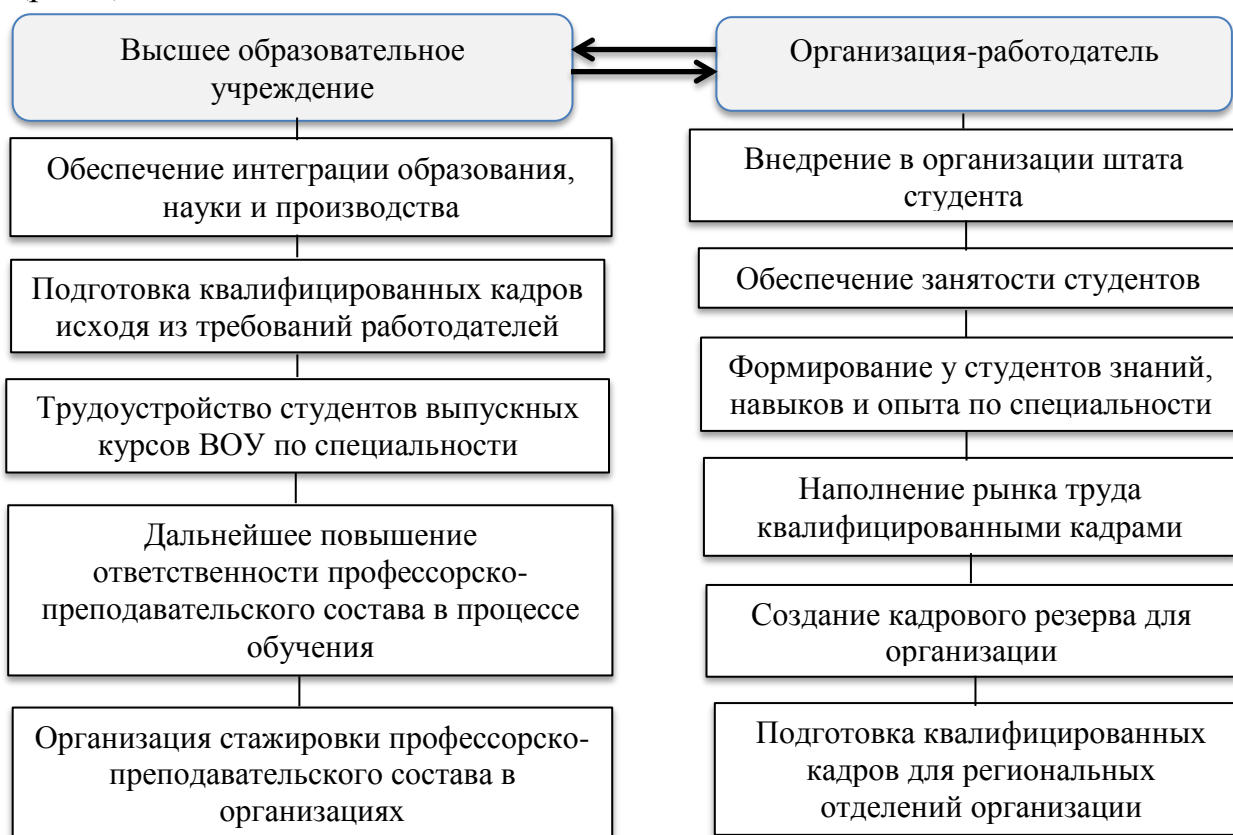 Высшее образовательное
учреждение
Обеспечение интеграции образования,
науки и производства
Подготовка квалифицированных кадров
исходя из требований работодателей
Трудоустройство студентов выпускных
курсов ВОУ по специальности
Дальнейшее повышение
ответственности профессорско-
преподавательского состава в процессе
обучения
Организация стажировки профессорско-
преподавательского состава в
организациях
Организация-работодатель
Внедрение в организации штата
студента
Обеспечение занятости студентов
Формирование у студентов знаний,
навыков и опыта по специальности
Наполнение рынка труда
квалифицированными кадрами
Создание кадрового резерва для
организации
Подготовка квалифицированных
кадров для региональных
отделений организации